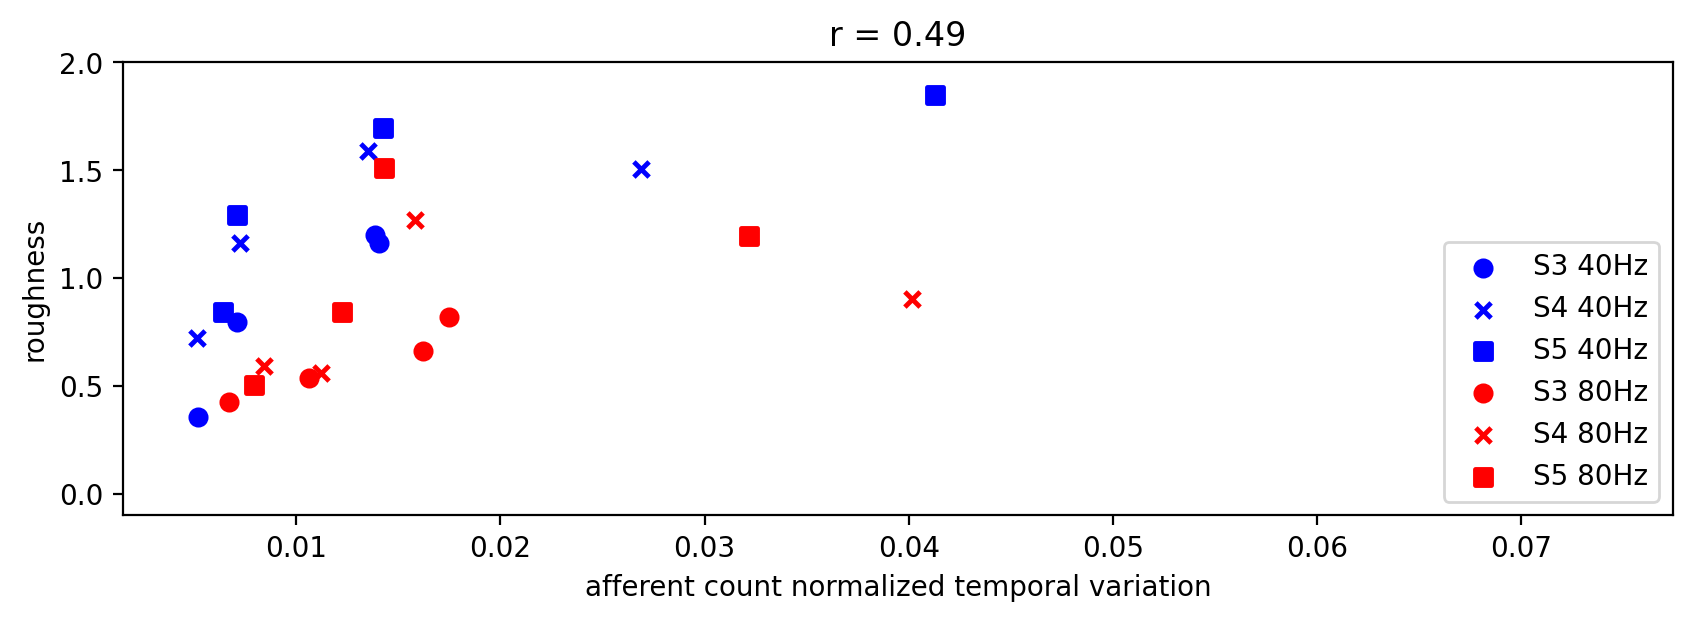 r = 0.49
2.0
1.5
1.0
0.5
0.0
roughness
0.01 0.02 0.03 0.04 0.05 0.06 0.07
afferent count normalized temporal variation
S3 40Hz
S4 40Hz
S5 40Hz
S3 80Hz
S4 80Hz
S5 80Hz